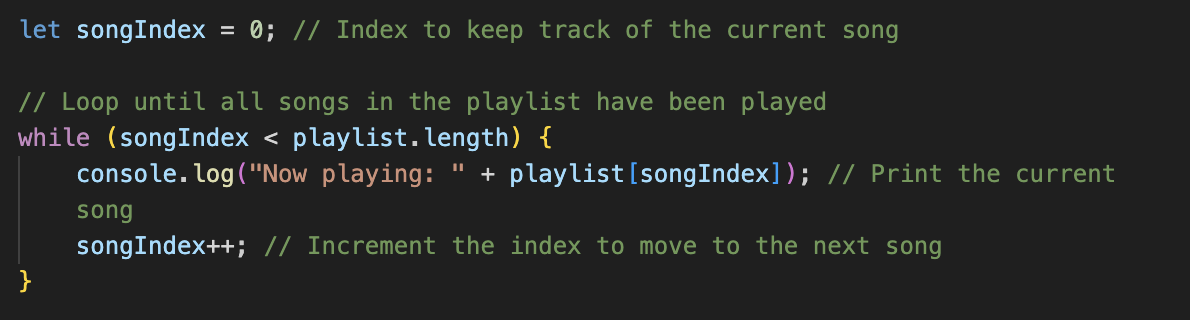 let songIndex = 0; // Index to keep track of the current song
// Loop until all songs in the playlist have been played
while (songIndex < playlist.length) {
console.log("Now playing: " + playlist[songIndex]); // Print the current
song
songIndex++; // Increment the index to move to the next song
}